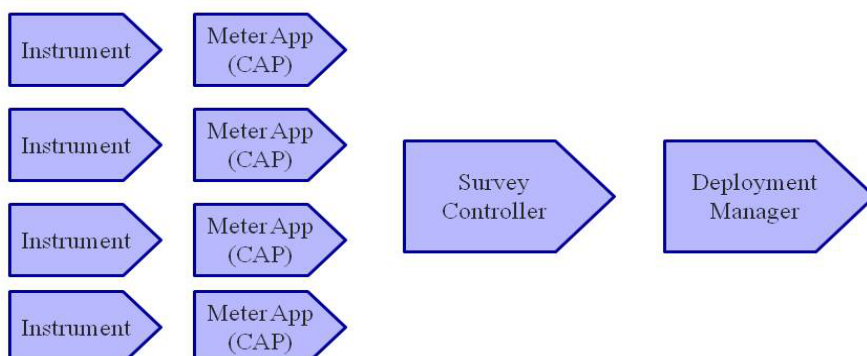 Instrument
Meter App
(CAP)
Instrument
Meter App
(CAP)
Survey
Controller
Deployment
Manager
Instrument
Meter App
(CAP)
Instrument
Meter App
(CAP)